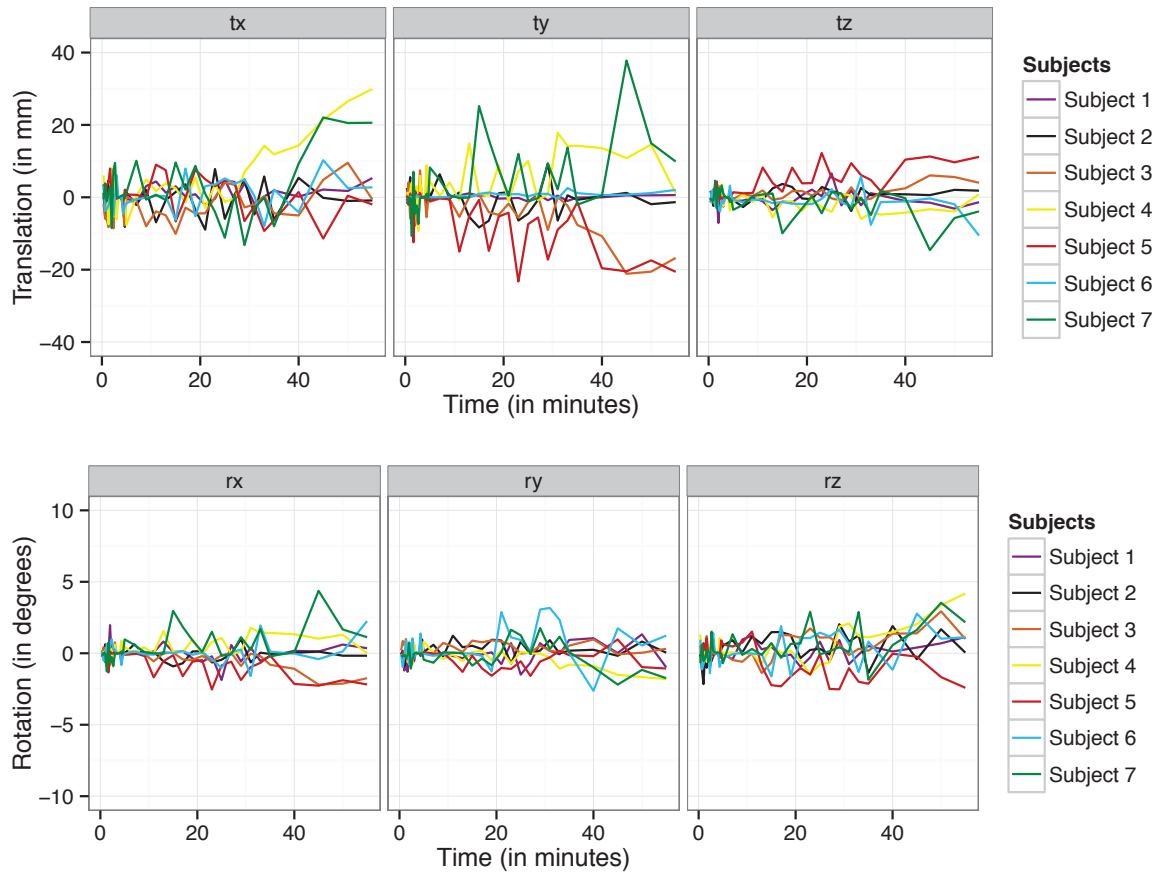 tx ty tz
40
20
0
−20
−40
Translation (in mm)
0 20 40 0 20 40 0 20 40
Time (in minutes)
Subjects
Subject 1
Subject 2
Subject 3
Subject 4
Subject 5
Subject 6
Subject 7
rx ry rz
10
5
0
−5
−10
Rotation (in degrees)
0 20 40 0 20 40 0 20 40
Time (in minutes)
Subjects
Subject 1
Subject 2
Subject 3
Subject 4
Subject 5
Subject 6
Subject 7